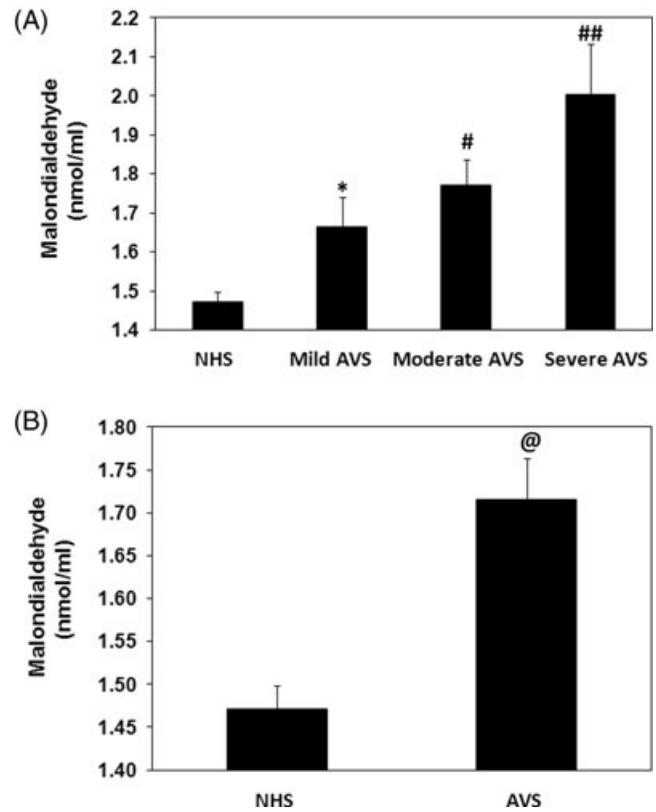 (A)
Malondialdehyde
(nmol/ml)
2.2
2.1
2.0
1.9
1.8
1.7
1.6
1.5
1.4
*
#
##
NHS Mild AVS Moderate AVS Severe AVS
(B)
Malondialdehyde
(nmol/ml)
1.80
1.75
1.70
1.65
1.60
1.55
1.50
1.45
1.40
@
NHS AVS